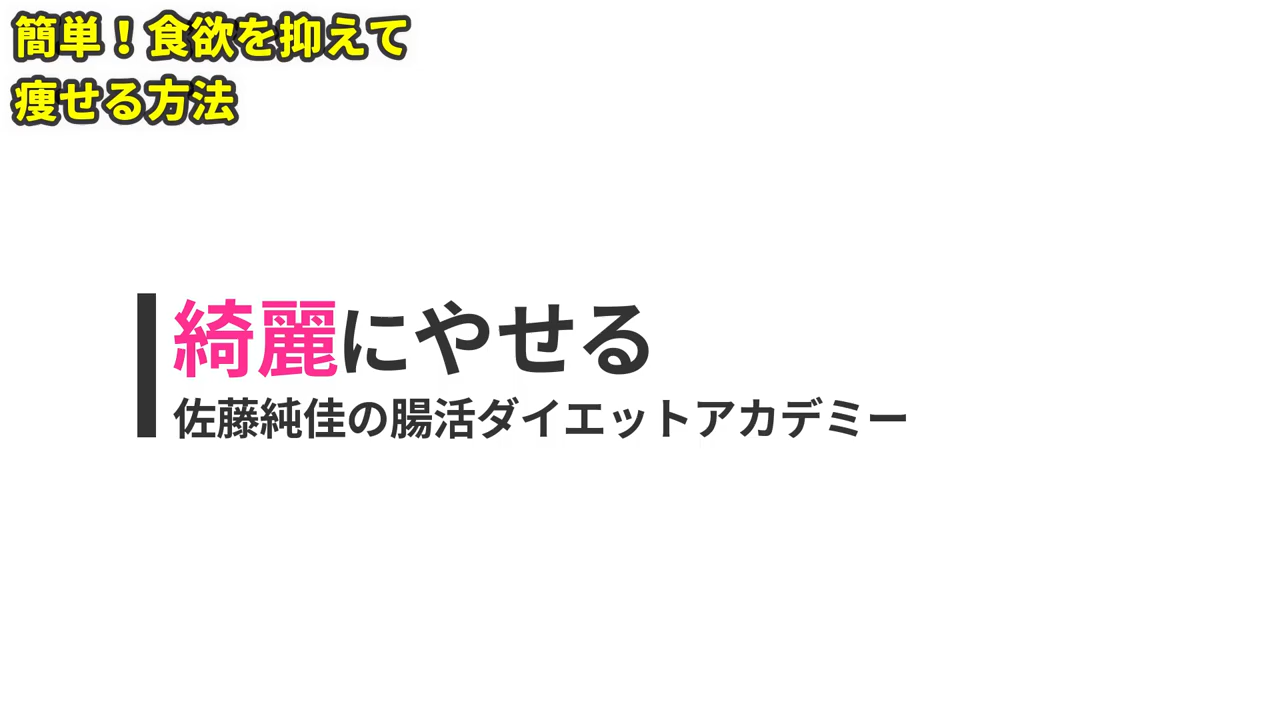 簡単！食欲を抑えて
痩せる方法
綺麗にやせる
佐藤純佳の腸活ダイエットアカデミー